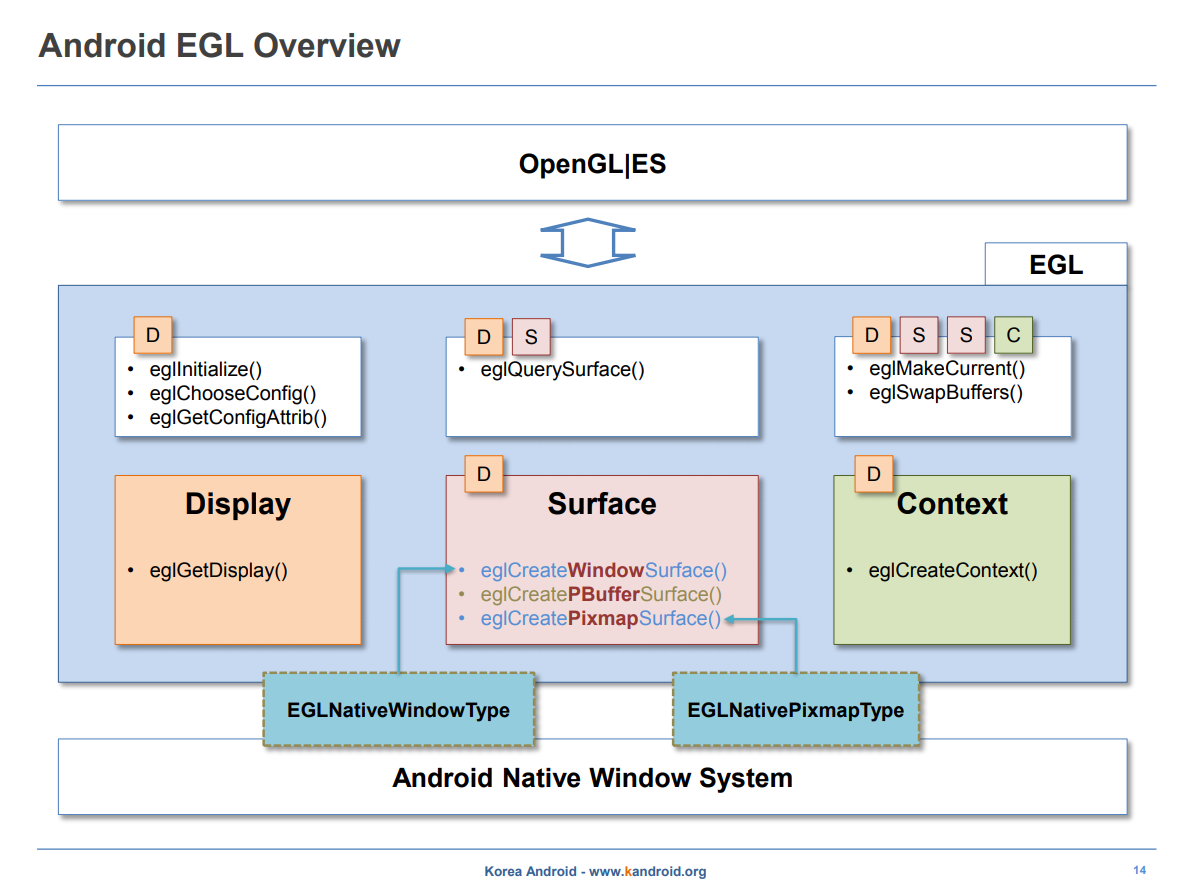 Android EGL Overview
OpenGL|ES
EGL
D
• eglInitialize()
• eglChooseConfig()
• eglGetConfigAttrib()
D S
• eglQuerySurface()
D S S C
• eglMakeCurrent()
• eglSwapBuffers()
Display
• eglGetDisplay()
D
Surface
• eglCreateWindowSurface()
• eglCreatePBufferSurface()
• eglCreatePixmapSurface()
D
Context
• eglCreateContext()
EGLNativeWindowType
EGLNativePixmapType
Android Native Window System
Korea Android - www.kandroid.org
14